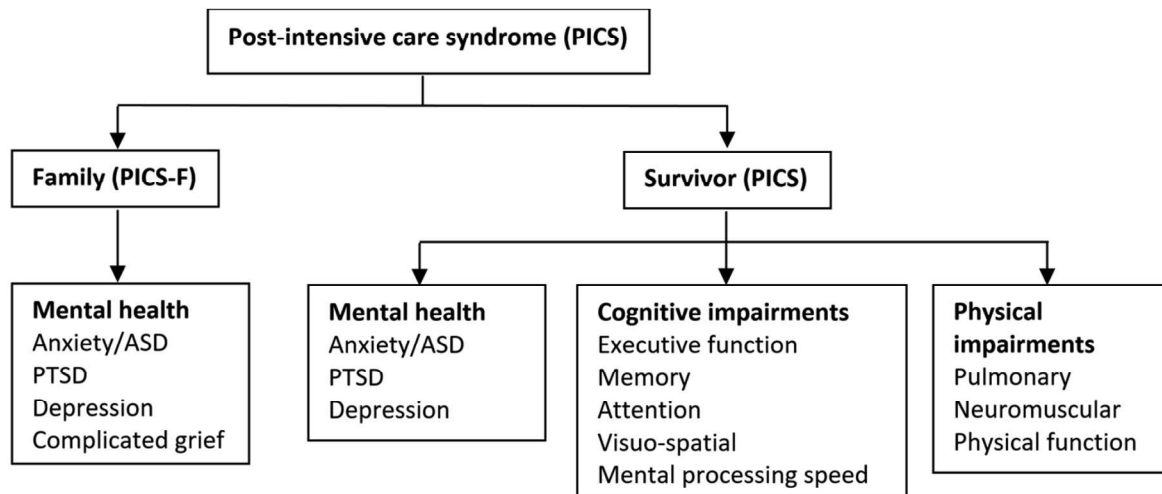 Post-intensive care syndrome (PICS)
Family (PICS-F)
Survivor (PICS)
Mental health
Anxiety/ASD
PTSD
Depression
Complicated grief
Mental health
Anxiety/ASD
PTSD
Depression
Cognitive impairments
Executive function
Memory
Attention
Visuo-spatial
Mental processing speed
Physical
impairments
Pulmonary
Neuromuscular
Physical function